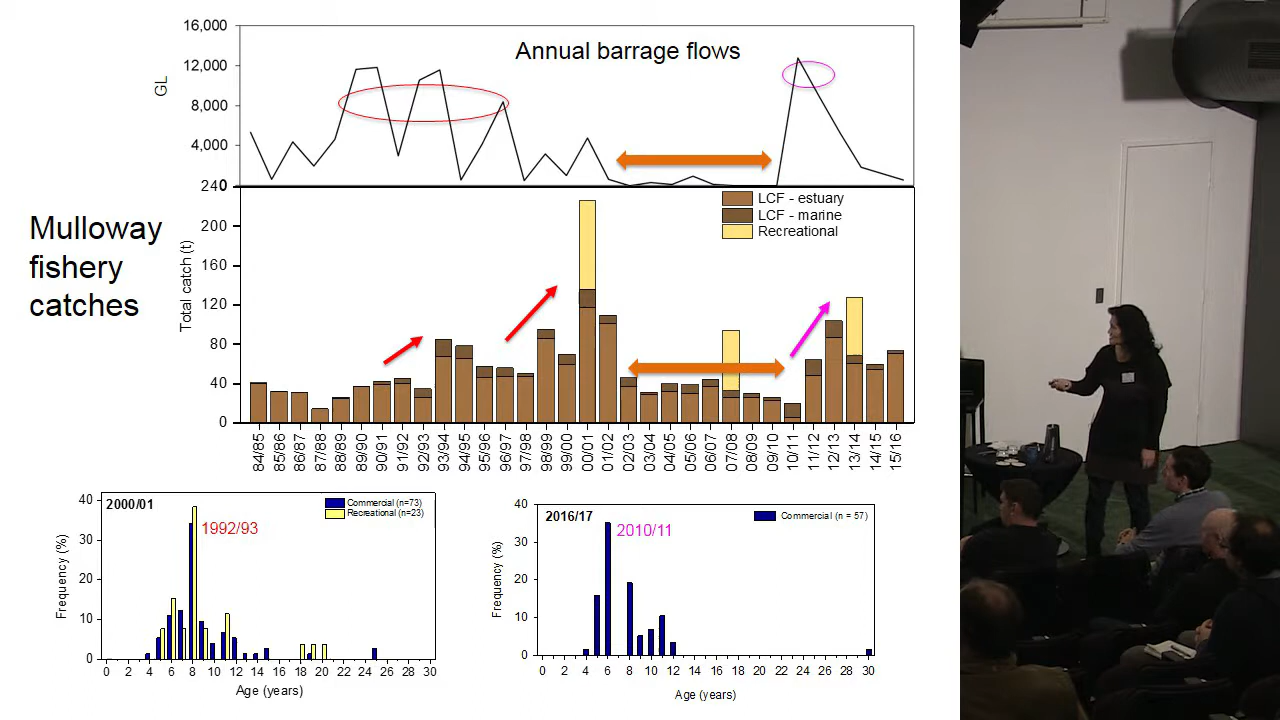 Annual barrage flows
GL
16,000
12,000
8,000
4,000
0
Mulloway
fishery
catches
Total catch (t)
240
200
160
120
80
40
0
LCF - estuary
LCF - marine
Recreational
84/85 85/86 86/87 87/88 88/89 89/90 90/91 91/92 92/93 93/94 94/95 95/96 96/97 97/98 98/99 99/00 00/01 01/02 02/03 03/04 04/05 05/06 06/07 07/08 08/09 09/10 10/11 11/12 12/13 13/14 14/15 15/16
2000/01
Commercial (n=73)
Recreational (n=23)
1992/93
Frequency (%)
40
30
20
10
0
0 2 4 6 8 10 12 14 16 18 20 22 24 26 28 30
Age (years)
2016/17
Commercial (n = 57)
2010/11
Frequency (%)
40
30
20
10
0
0 2 4 6 8 10 12 14 16 18 20 22 24 26 28 30
Age (years)